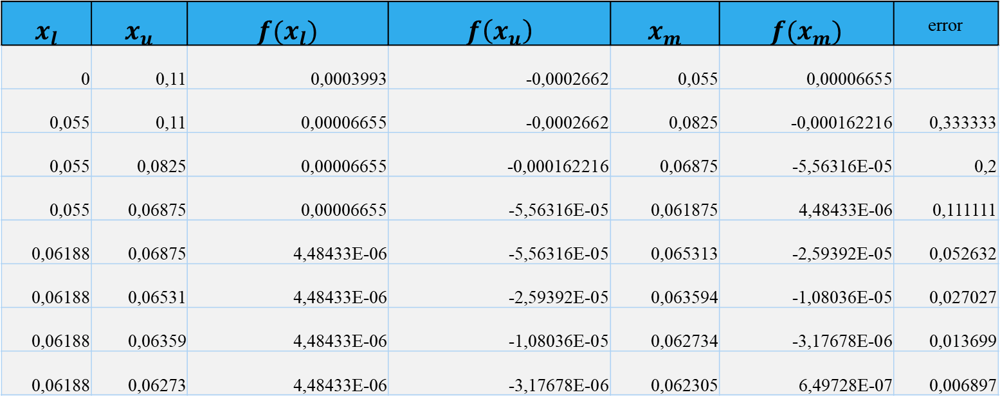 xₗ xᵤ f(xₗ) f(xᵤ) xₘ f(xₘ) error
0 0,11 0,0003993 -0,0002662 0,055 0,00006655
0,055 0,11 0,00006655 -0,0002662 0,0825 -0,000162216 0,333333
0,055 0,0825 0,00006655 -0,000162216 0,06875 -5,56316E-05 0,2
0,055 0,06875 0,00006655 -5,56316E-05 0,061875 4,48433E-06 0,111111
0,06188 0,06875 4,48433E-06 -5,56316E-05 0,065313 -2,59392E-05 0,052632
0,06188 0,06531 4,48433E-06 -2,59392E-05 0,063594 -1,08036E-05 0,027027
0,06188 0,06359 4,48433E-06 -1,08036E-05 0,062734 -3,17678E-06 0,013699
0,06188 0,06273 4,48433E-06 -3,17678E-06 0,062305 6,49728E-07 0,006897